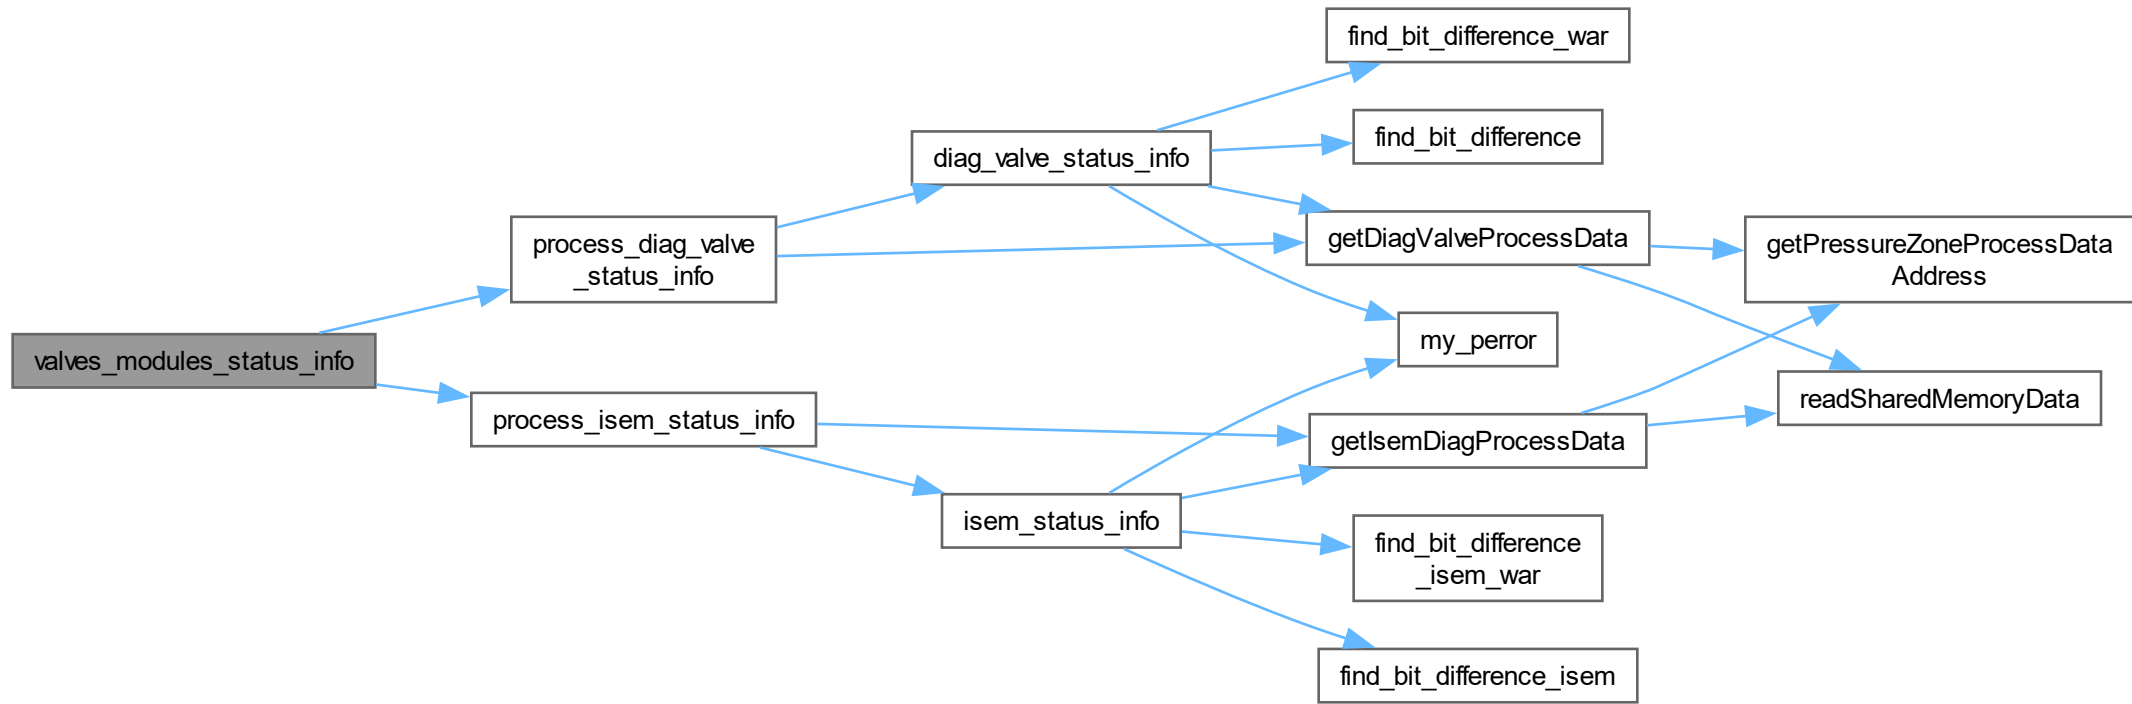 find_bit_difference_war
find_bit_difference
diag_valve_status_info
getDiagValveProcessData
process_diag_valve
_status_info
getPressureZoneProcessData
Address
my_perror
valves_modules_status_info
readSharedMemoryData
process_isem_status_info
getIsemDiagProcessData
isem_status_info
find_bit_difference
_isem_war
find_bit_difference_isem